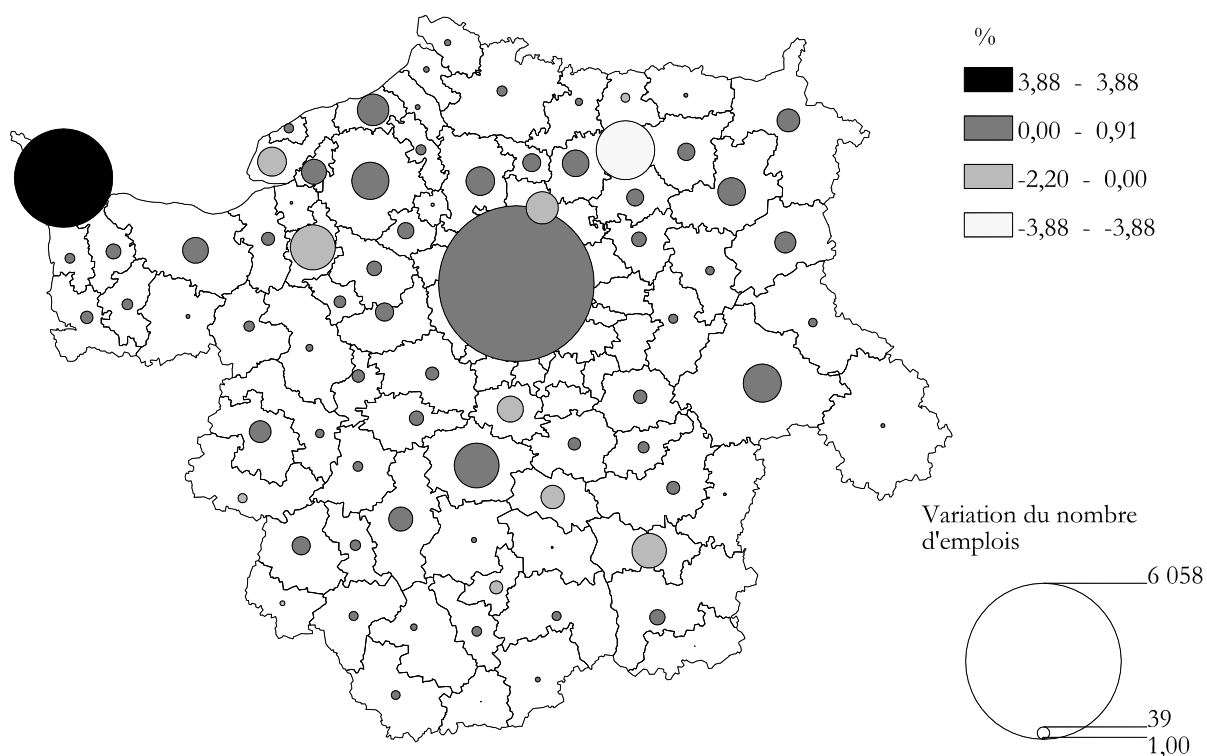 %
3,88 - 3,88
0,00 - 0,91
-2,20 - 0,00
-3,88 - -3,88
Variation du nombre
d'emplois
6 058
39
1,00